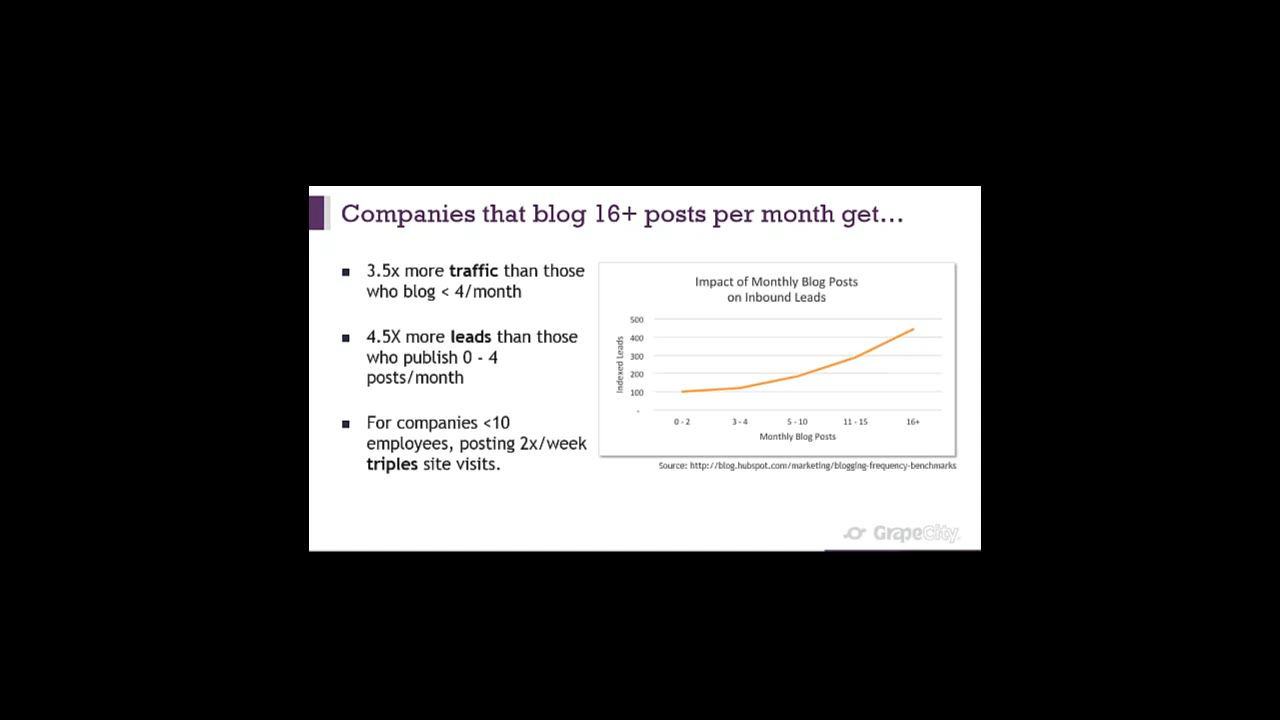 Companies that blog 16+ posts per month get...
3.5x more traffic than those
who blog < 4/month
4.5X more leads than those
who publish 0 - 4
posts/month
For companies <10
employees, posting 2x/week
triples site visits.
Impact of Monthly Blog Posts
on Inbound Leads
Indexed Leads
500
400
300
200
100
-
0 - 2 3 - 4 5 - 10 11 - 15 16+
Monthly Blog Posts
Source: http://blog.hubspot.com/marketing/blogging-frequency-benchmarks
GrapeCity